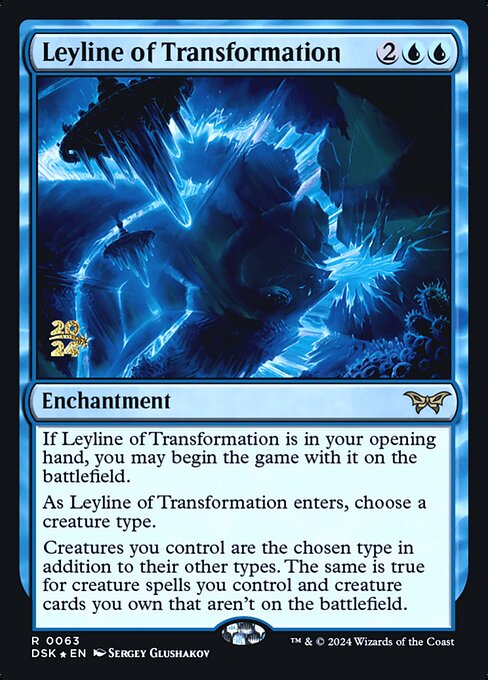 Leyline of Transformation 2
20
24
Enchantment
If Leyline of Transformation is in your opening
hand, you may begin the game with it on the
battlefield.
As Leyline of Transformation enters, choose a
creature type.
Creatures you control are the chosen type in
addition to their other types. The same is true
for creature spells you control and creature
cards you own that aren't on the battlefield.
R 0063
DSK ★ EN Sergey Glushakov
™ & © 2024 Wizards of the Coast